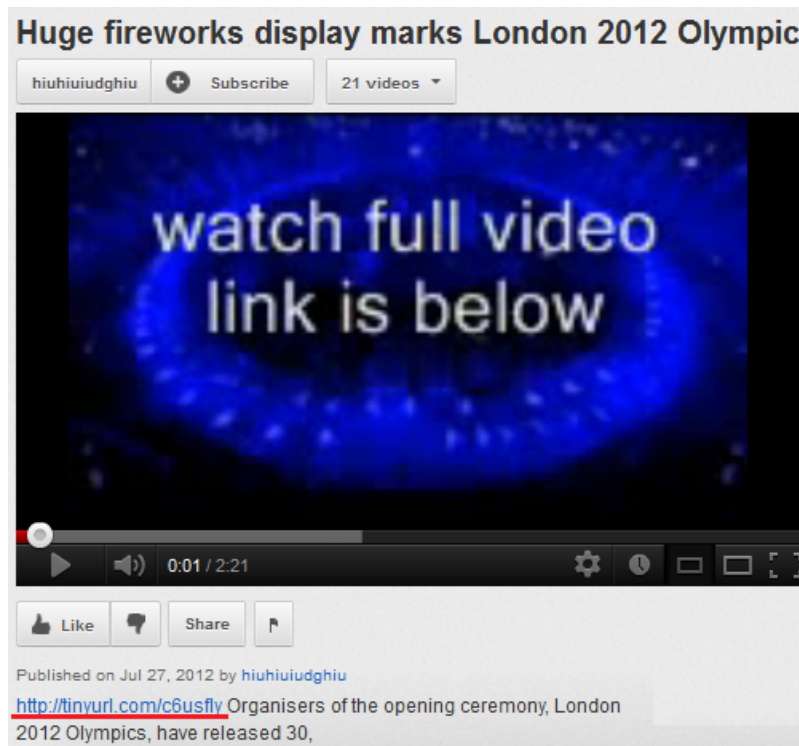 Huge fireworks display marks London 2012 Olympic
hiuhiuiudghiu Subscribe 21 videos
watch full video
link is below
0:01 / 2:21
Like Share
Published on Jul 27, 2012 by hiuhiuiudghiu
http://tinyurl.com/c6usfly Organisers of the opening ceremony, London
2012 Olympics, have released 30,